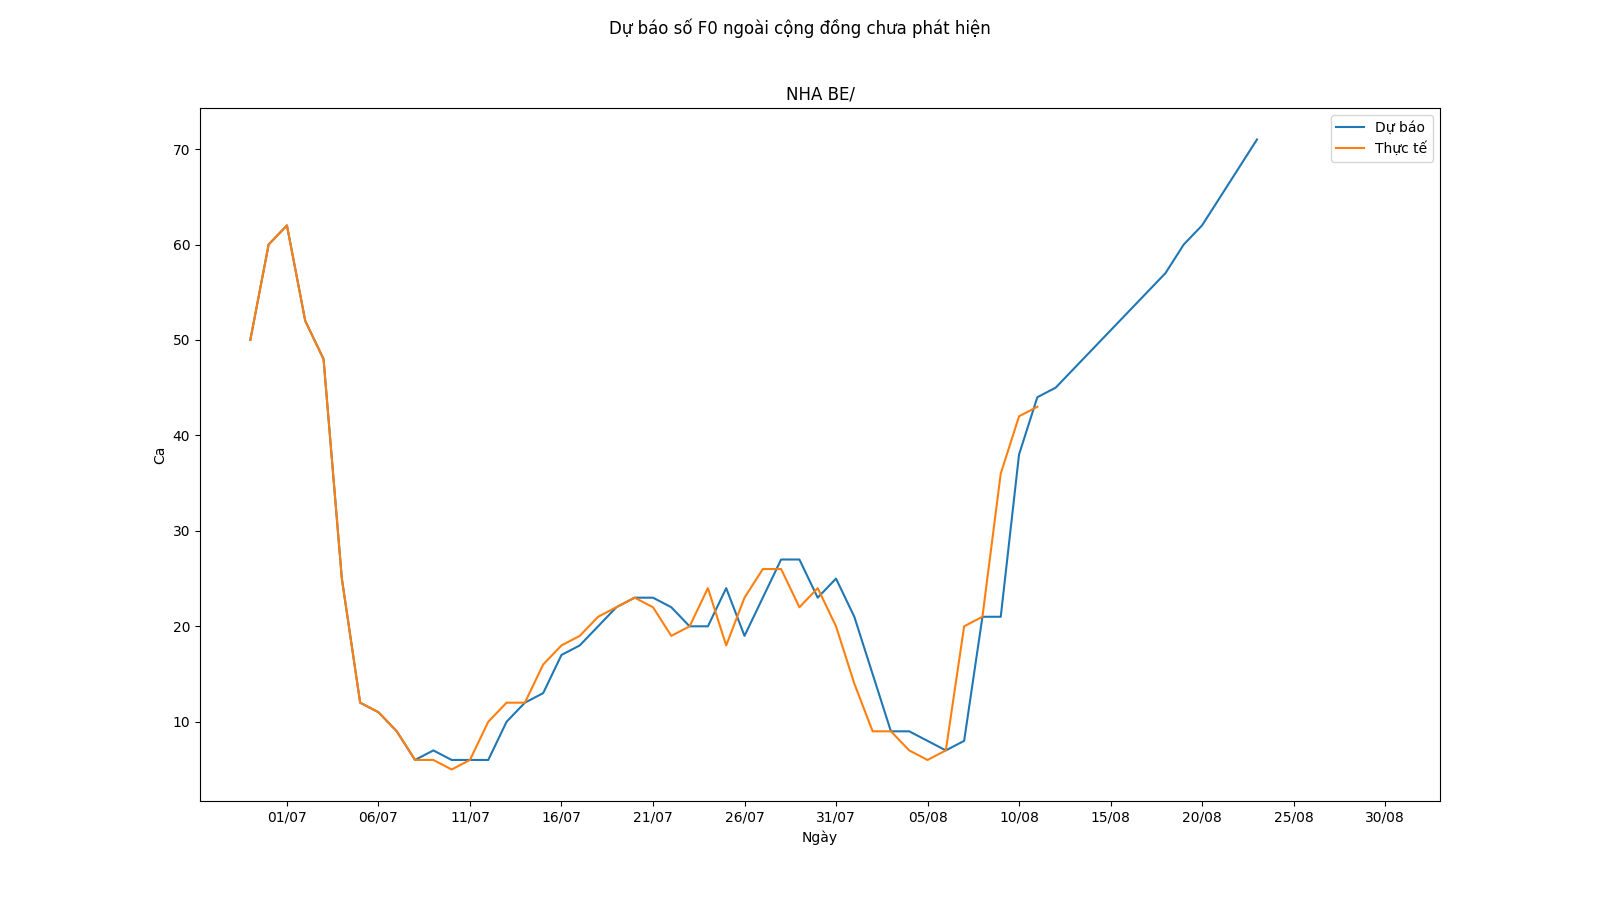 Dự báo số F0 ngoài cộng đồng chưa phát hiện
NHA BE/
Dự báo
Thực tế
70
60
50
40
30
20
10
Ca
01/07 06/07 11/07 16/07 21/07 26/07 31/07 05/08 10/08 15/08 20/08 25/08 30/08
Ngày